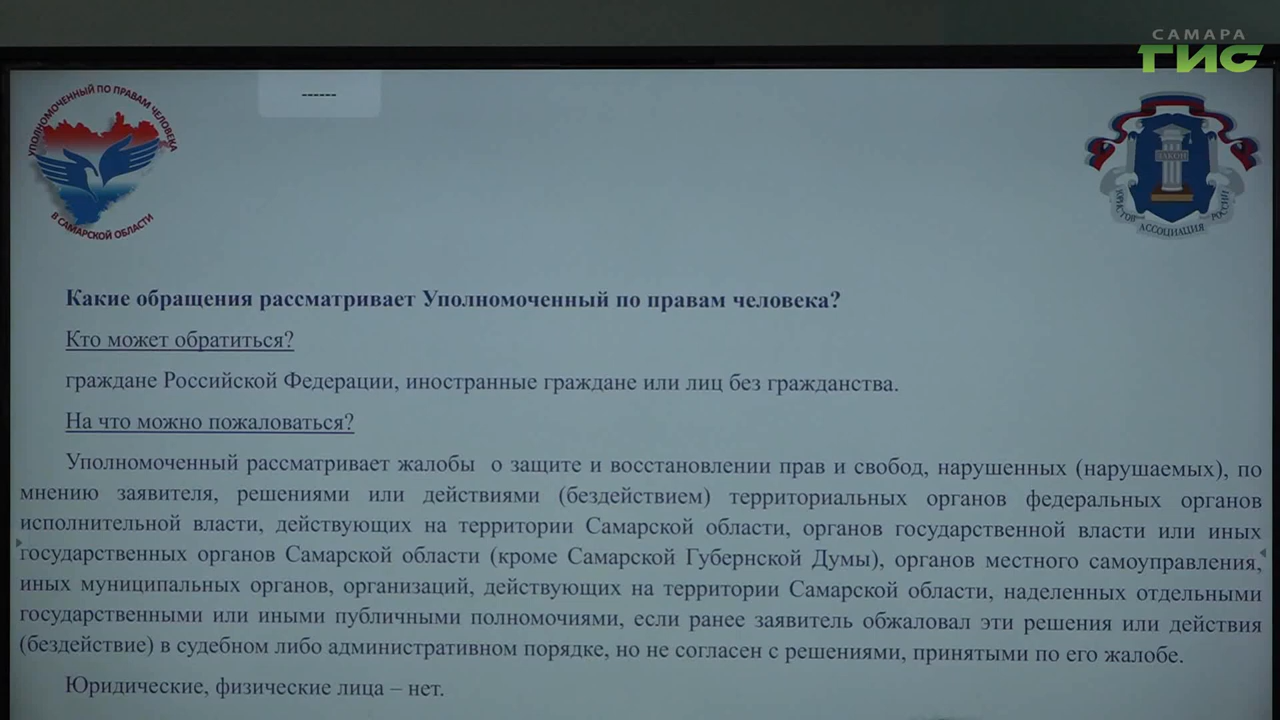 САМАРА
ГИС
УПОЛНОМОЧЕННЫЙ ПО ПРАВАМ ЧЕЛОВЕКА
В САМАРСКОЙ ОБЛАСТИ
------
ЗАКОН
АССОЦИАЦИЯ
ЮРИСТОВ
РОССИИ
Какие обращения рассматривает Уполномоченный по правам человека?
Кто может обратиться?
граждане Российской Федерации, иностранные граждане или лиц без гражданства.
На что можно пожаловаться?
Уполномоченный рассматривает жалобы о защите и восстановлении прав и свобод, нарушенных (нарушаемых), по
мнению заявителя, решениями или действиями (бездействием) территориальных органов федеральных органов
исполнительной власти, действующих на территории Самарской области, органов государственной власти или иных
государственных органов Самарской области (кроме Самарской Губернской Думы), органов местного самоуправления,
иных муниципальных органов, организаций, действующих на территории Самарской области, наделенных отдельными
государственными или иными публичными полномочиями, если ранее заявитель обжаловал эти решения или действия
(бездействие) в судебном либо административном порядке, но не согласен с решениями, принятыми по его жалобе.
Юридические, физические лица – нет.